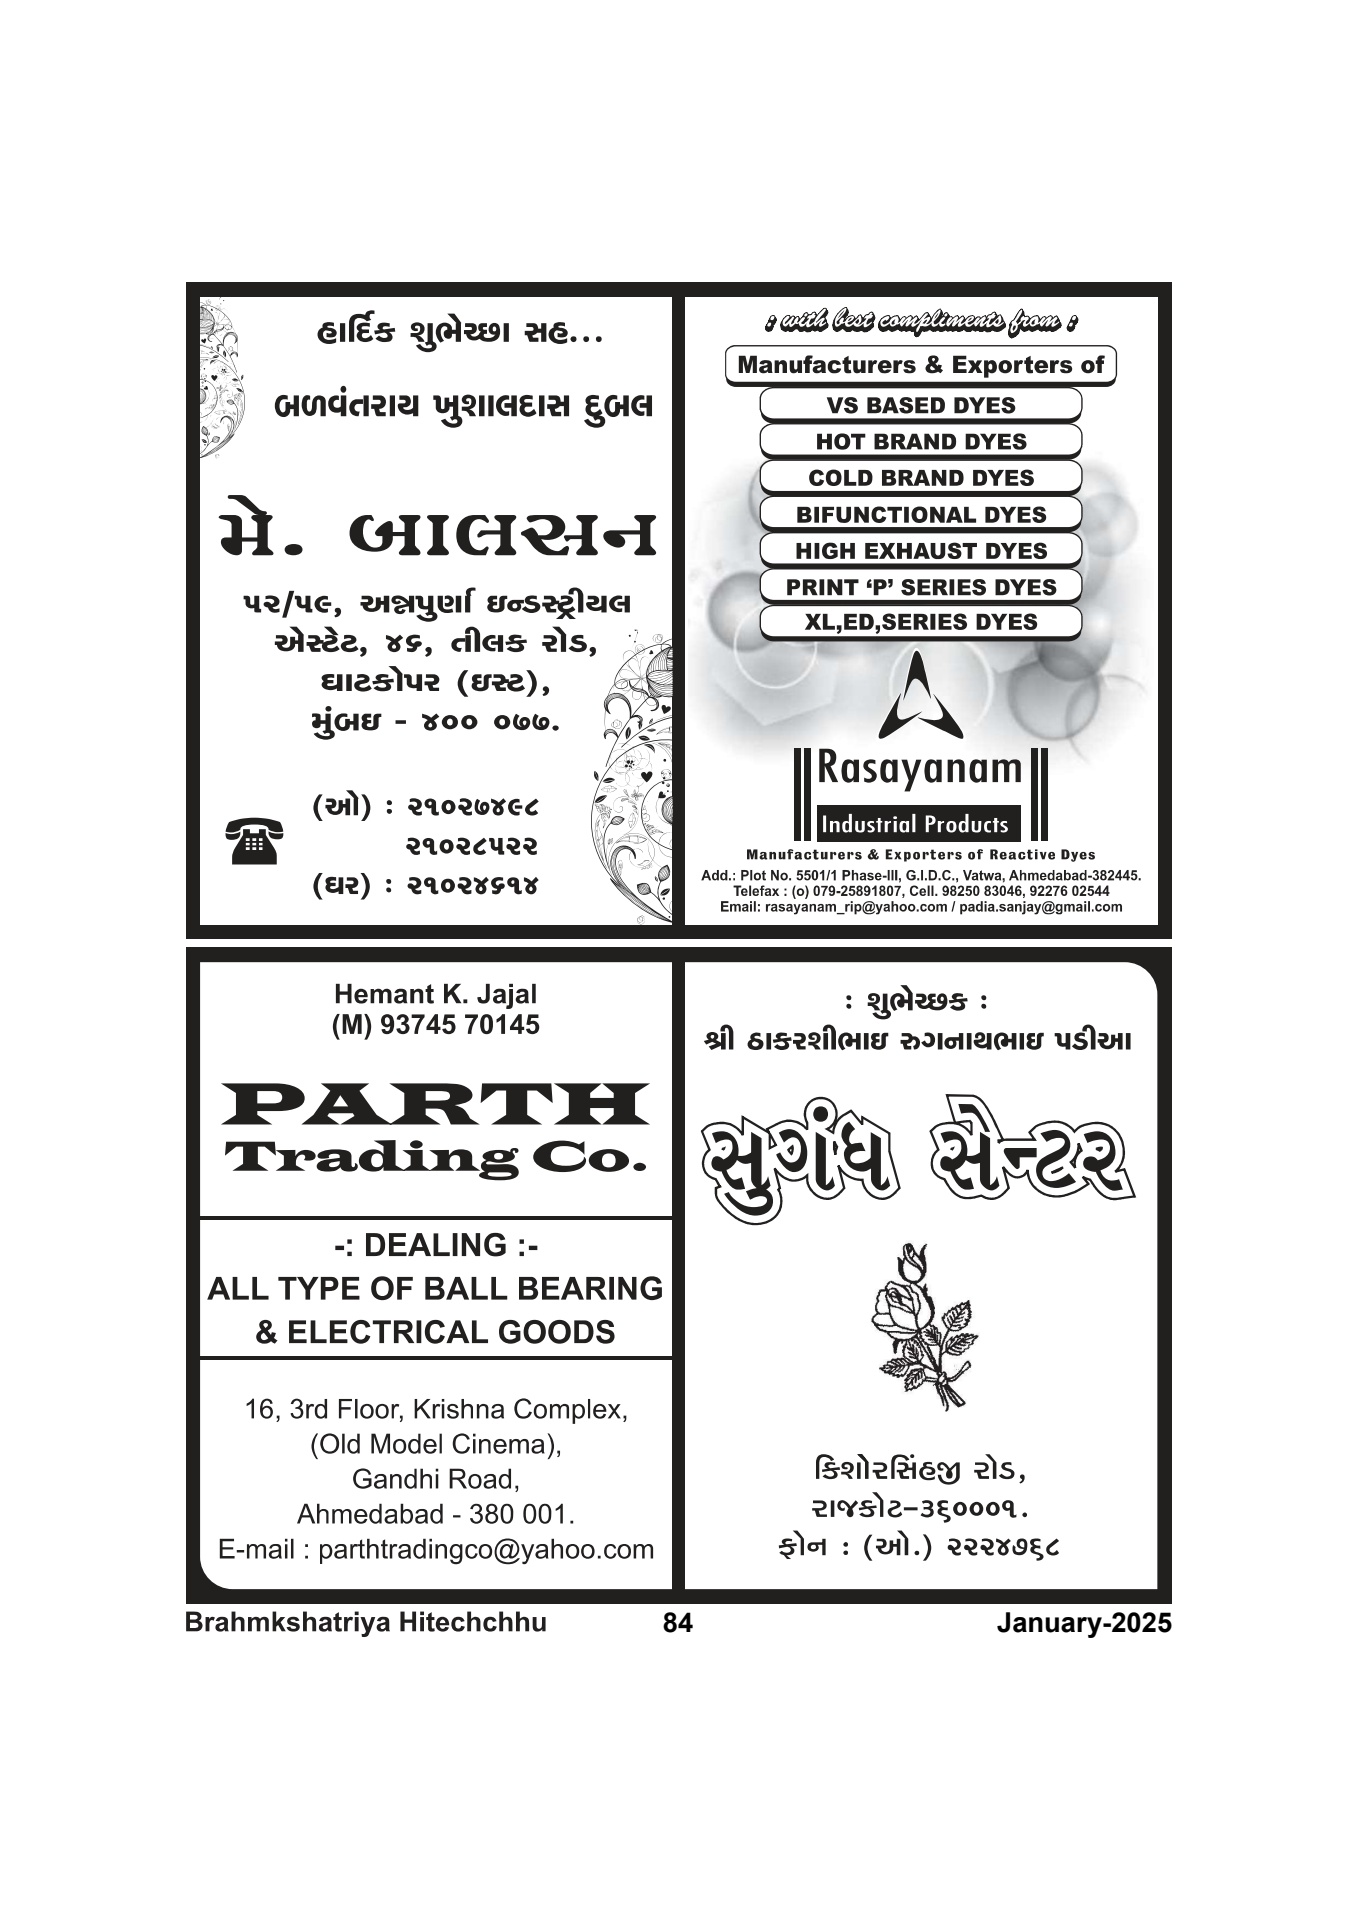 હાર્દિક શુભેચ્છા સહ...
બળવંતરાય ખુશાલદાસ દુબલ
મે. બાલસન
૫૨/૫૯, અન્નપુર્ણા ઇન્ડસ્ટ્રીયલ
એસ્ટેટ, ૪૬, તીલક રોડ,
ઘાટકોપર (ઇસ્ટ),
મુંબઇ - ૪૦૦ ૦૭૭.
(ઓ) : ૨૧૦૨૭૪૯૮
૨૧૦૨૮૫૨૨
(ઘર) : ૨૧૦૨૪૬૧૪
: with best compliments from :
Manufacturers & Exporters of
VS BASED DYES
HOT BRAND DYES
COLD BRAND DYES
BIFUNCTIONAL DYES
HIGH EXHAUST DYES
PRINT ‘P’ SERIES DYES
XL,ED,SERIES DYES
Rasayanam
Industrial Products
Manufacturers & Exporters of Reactive Dyes
Add.: Plot No. 5501/1 Phase-III, G.I.D.C., Vatwa, Ahmedabad-382445.
Telefax : (o) 079-25891807, Cell. 98250 83046, 92276 02544
Email: rasayanam_rip@yahoo.com / padia.sanjay@gmail.com
Hemant K. Jajal
(M) 93745 70145
PARTH
Trading Co.
-: DEALING :-
ALL TYPE OF BALL BEARING
& ELECTRICAL GOODS
16, 3rd Floor, Krishna Complex,
(Old Model Cinema),
Gandhi Road,
Ahmedabad - 380 001.
E-mail : parthtradingco@yahoo.com
: શુભેચ્છક :
શ્રી ઠાકરશીભાઇ રુગનાથભાઇ પડીઆ
સુગંધ સેન્ટર
કિશોરસિંહજી રોડ,
રાજકોટ–૩૬૦૦૦૧.
ફોન : (ઓ.) ૨૨૨૪૭૬૮
Brahmkshatriya Hitechchhu 84 January-2025